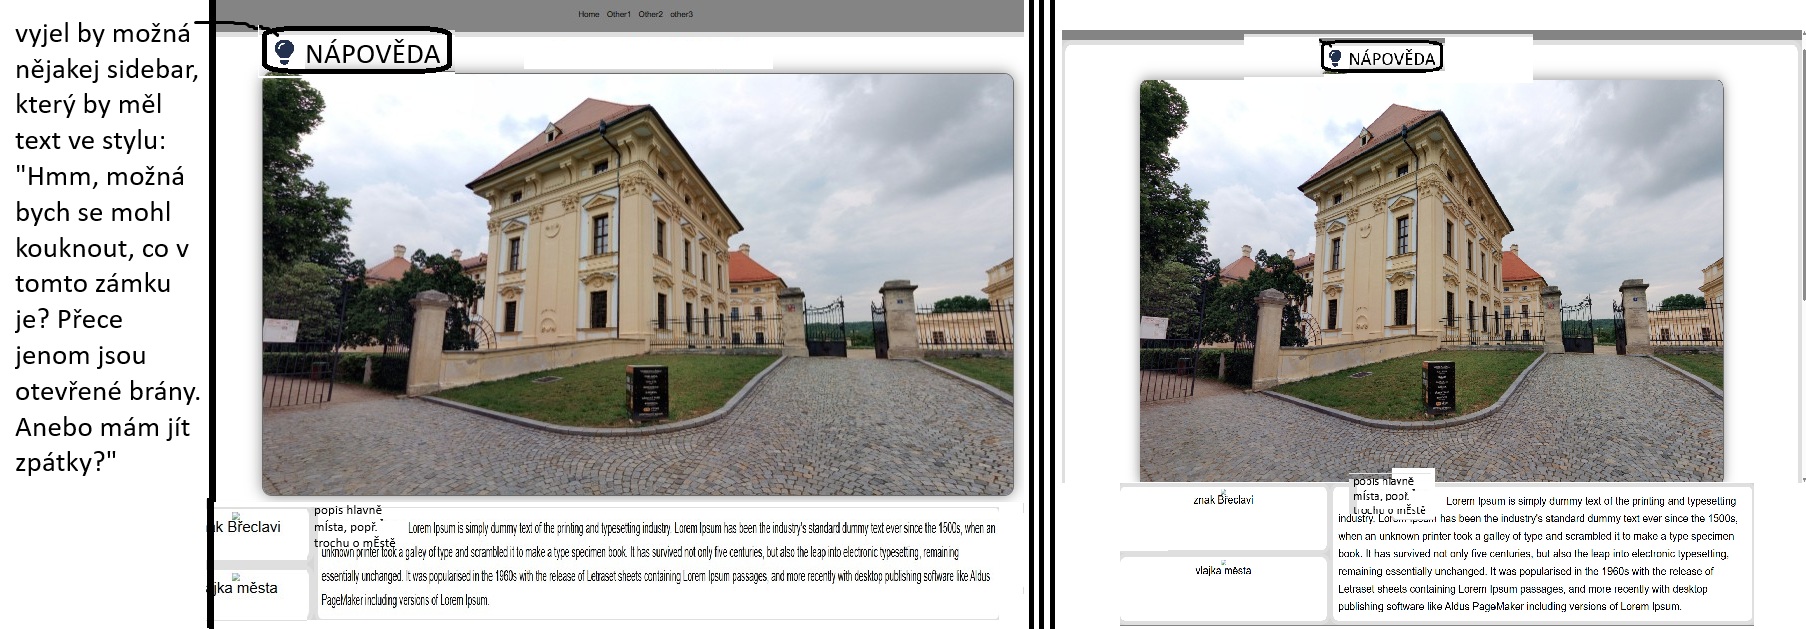 vyjel by možná
nějakej sidebar,
který by měl
text ve stylu:
"Hmm, možná
bych se mohl
kouknout, co v
tomto zámku
je? Přece
jenom jsou
otevřené brány.
Anebo mám jít
zpátky?"
Home Other1 Other2 other3
NÁPOVĚDA
nk Břeclavi
ajka města
popis hlavně
místa, popř.
trochu o mĚstě
Lorem Ipsum is simply dummy text of the printing and typesetting industry. Lorem Ipsum has been the industry's standard dummy text ever since the 1500s, when an
unknown printer took a galley of type and scrambled it to make a type specimen book. It has survived not only five centuries, but also the leap into electronic typesetting, remaining
essentially unchanged. It was popularised in the 1960s with the release of Letraset sheets containing Lorem Ipsum passages, and more recently with desktop publishing software like Aldus
PageMaker including versions of Lorem Ipsum.
NÁPOVĚDA
znak Břeclavi
vlajka města
popis hlavně
místa, popř.
trochu o mĚstě
Lorem Ipsum is simply dummy text of the printing and typesetting
industry. Lorem Ipsum has been the industry's standard dummy text ever since the 1500s,
when an unknown printer took a galley of type and scrambled it to make a type specimen
book. It has survived not only five centuries, but also the leap into electronic typesetting,
remaining essentially unchanged. It was popularised in the 1960s with the release of
Letraset sheets containing Lorem Ipsum passages, and more recently with desktop
publishing software like Aldus PageMaker including versions of Lorem Ipsum.